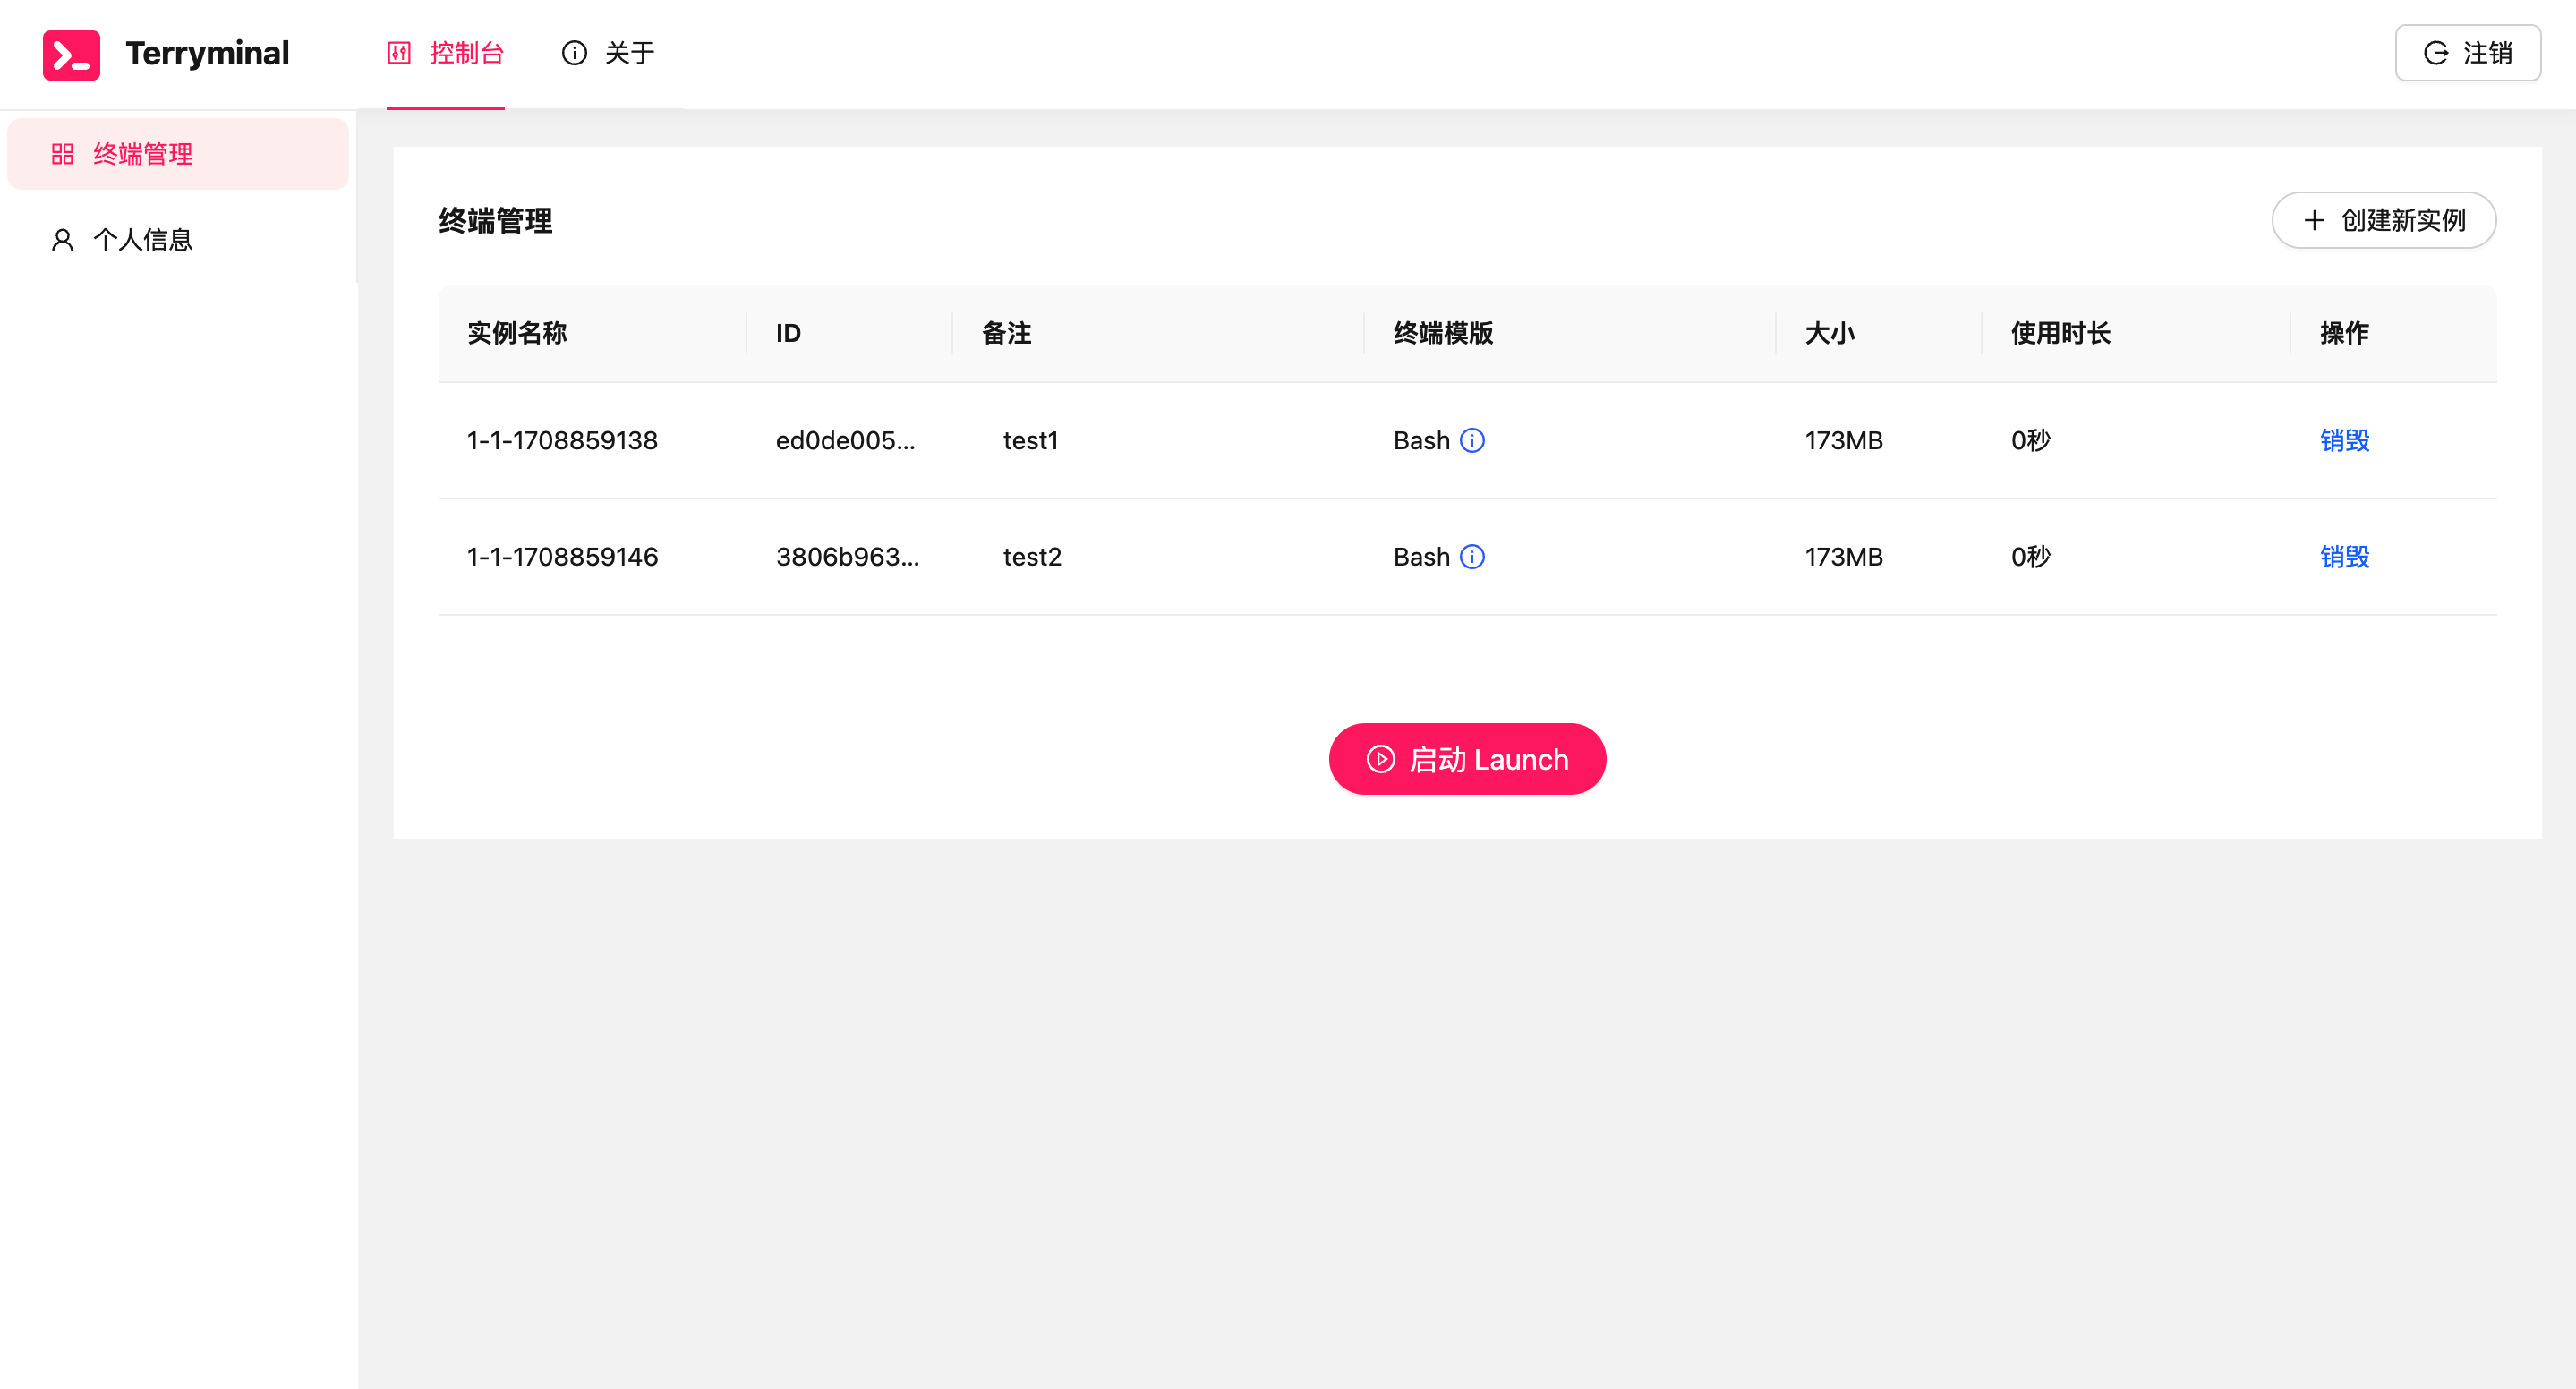 Terryminal 控制台 关于 注销
终端管理
个人信息
终端管理 创建新实例
实例名称 ID 备注 终端模版 大小 使用时长 操作
1-1-1708859138 ed0de005... test1 Bash 173MB 0秒 销毁
1-1-1708859146 3806b963... test2 Bash 173MB 0秒 销毁
启动 Launch